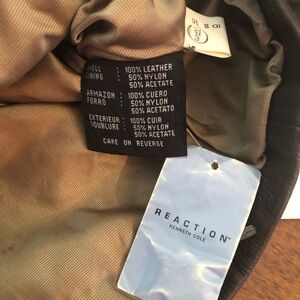 SHELL : 100% LEATHER
LINING : 50% NYLON
50% ACETATE
ARMAZON : 100% CUERO
FORRO : 50% NYLON
50% ACETATO
EXTERIEUR : 100% CUIR
DOUBLURE : 50% NYLON
50% ACETATE
CARE ON REVERSE
REACTION™
KENNETH COLE